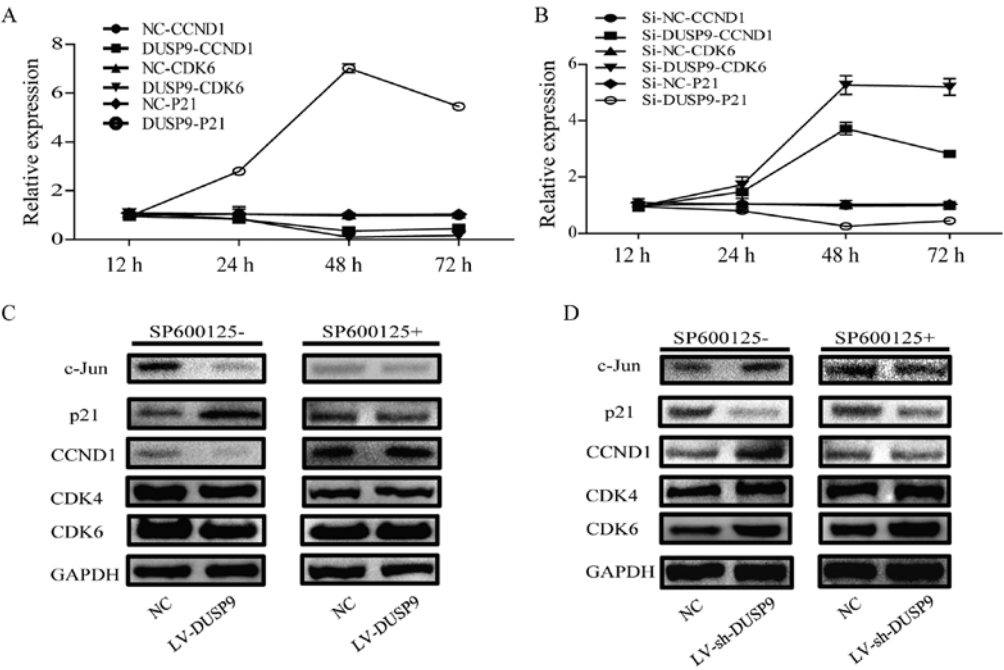 A
NC-CCND1
DUSP9-CCND1
NC-CDK6
DUSP9-CDK6
NC-P21
DUSP9-P21
Relative expression
8
6
4
2
0
12 h 24 h 48 h 72 h
B
Si-NC-CCND1
Si-DUSP9-CCND1
Si-NC-CDK6
Si-DUSP9-CDK6
Si-NC-P21
Si-DUSP9-P21
Relative expression
6
4
2
0
12 h 24 h 48 h 72 h
C
SP600125- SP600125+
c-Jun
p21
CCND1
CDK4
CDK6
GAPDH
NC LV-DUSP9 NC LV-DUSP9
D
SP600125- SP600125+
c-Jun
p21
CCND1
CDK4
CDK6
GAPDH
NC LV-sh-DUSP9 NC LV-sh-DUSP9